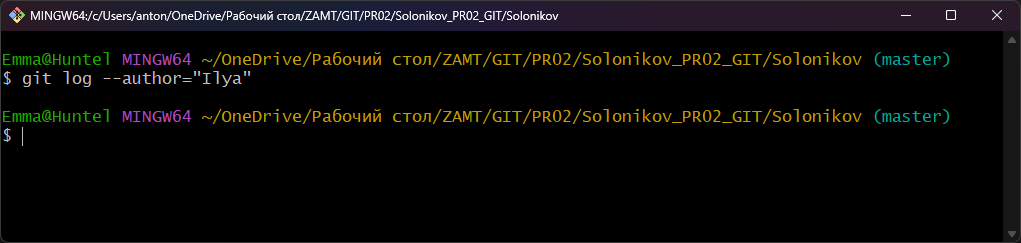 MINGW64:/c/Users/anton/OneDrive/Рабочий стол/ZAMT/GIT/PR02/Solonikov_PR02_GIT/Solonikov
Emma@Huntel MINGW64 ~/OneDrive/Рабочий стол/ZAMT/GIT/PR02/Solonikov_PR02_GIT/Solonikov (master)
$ git log --author="Ilya"
Emma@Huntel MINGW64 ~/OneDrive/Рабочий стол/ZAMT/GIT/PR02/Solonikov_PR02_GIT/Solonikov (master)
$